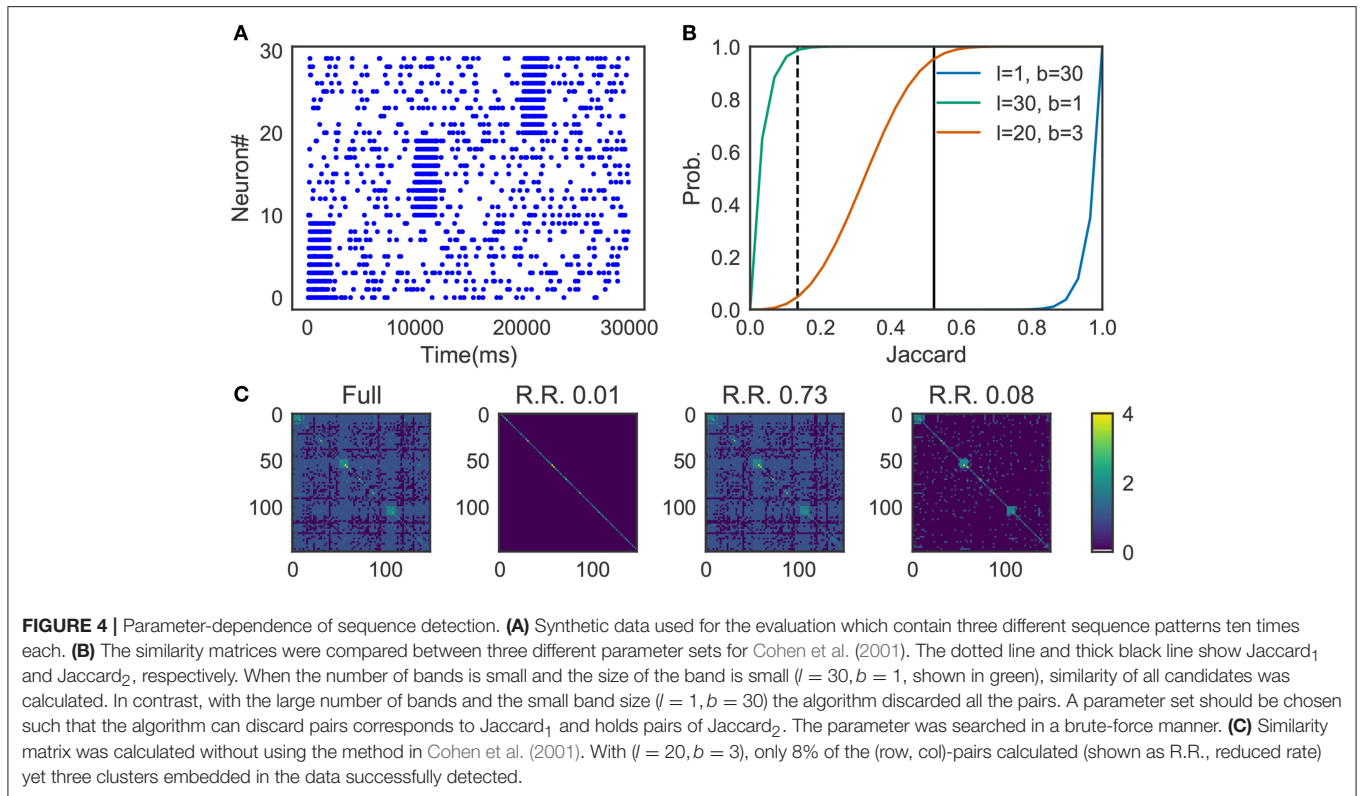 A
30
20
10
0
Neuron#
0 10000 20000 30000
Time(ms)
B
1.0
0.8
0.6
0.4
0.2
0.0
Prob.
l=1, b=30
l=30, b=1
l=20, b=3
0.0 0.2 0.4 0.6 0.8 1.0
Jaccard
C
Full R.R. 0.01 R.R. 0.73 R.R. 0.08
0 0 0 0 4
50 50 50 50 2
100 100 100 100 0
0 100 0 100 0 100 0 100
FIGURE 4 | Parameter-dependence of sequence detection. (A) Synthetic data used for the evaluation which contain three different sequence patterns ten times
each. (B) The similarity matrices were compared between three different parameter sets for Cohen et al. (2001). The dotted line and thick black line show Jaccard₁
and Jaccard₂, respectively. When the number of bands is small and the size of the band is small (l = 30, b = 1, shown in green), similarity of all candidates was
calculated. In contrast, with the large number of bands and the small band size (l = 1, b = 30) the algorithm discarded all the pairs. A parameter set should be chosen
such that the algorithm can discard pairs corresponds to Jaccard₁ and holds pairs of Jaccard₂. The parameter was searched in a brute-force manner. (C) Similarity
matrix was calculated without using the method in Cohen et al. (2001). With (l = 20, b = 3), only 8% of the (row, col)-pairs calculated (shown as R.R., reduced rate)
yet three clusters embedded in the data successfully detected.